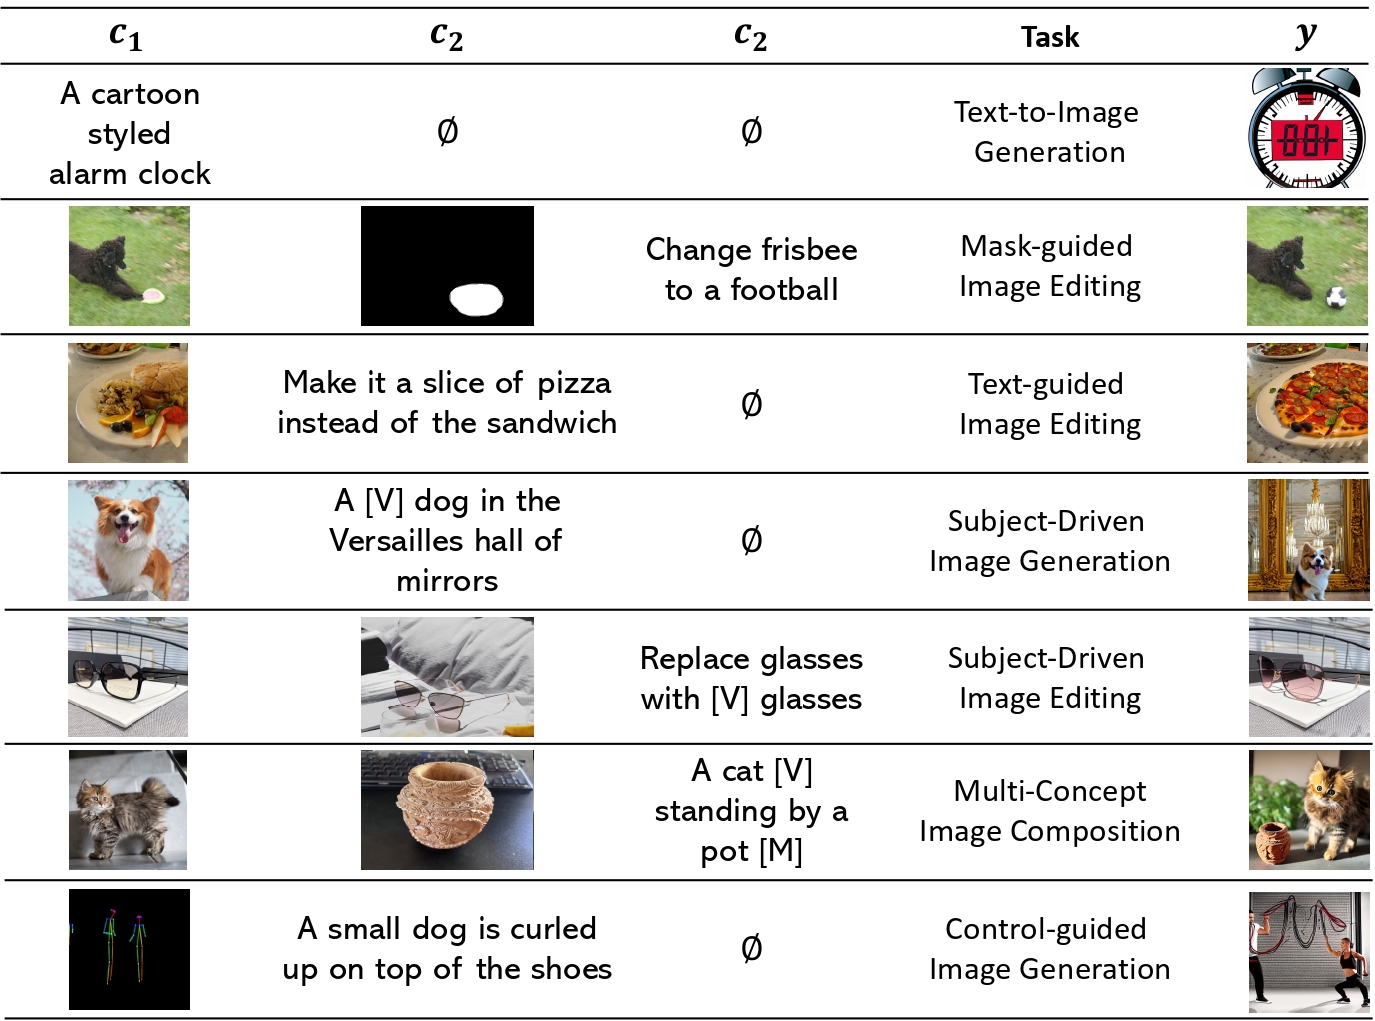 c₁ c₂ c₂ Task y
A cartoon
styled
alarm clock
∅
∅
Text-to-Image
Generation
Change frisbee
to a football
Mask-guided
Image Editing
Make it a slice of pizza
instead of the sandwich
∅
Text-guided
Image Editing
A [V] dog in the
Versailles hall of
mirrors
∅
Subject-Driven
Image Generation
Replace glasses
with [V] glasses
Subject-Driven
Image Editing
A cat [V]
standing by a
pot [M]
Multi-Concept
Image Composition
A small dog is curled
up on top of the shoes
∅
Control-guided
Image Generation